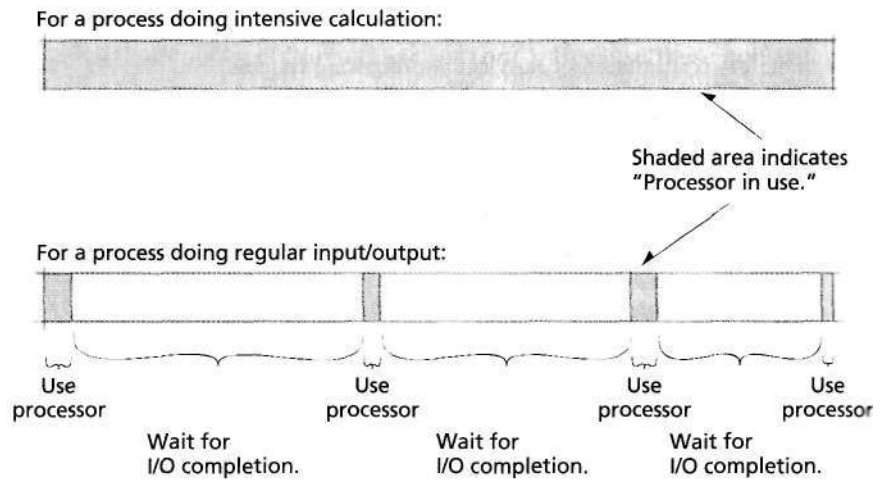 For a process doing intensive calculation:
Shaded area indicates
"Processor in use."
For a process doing regular input/output:
Use
processor
Wait for
I/O completion.
Use
processor
Wait for
I/O completion.
Use
processor
Wait for
I/O completion.
Use
processor